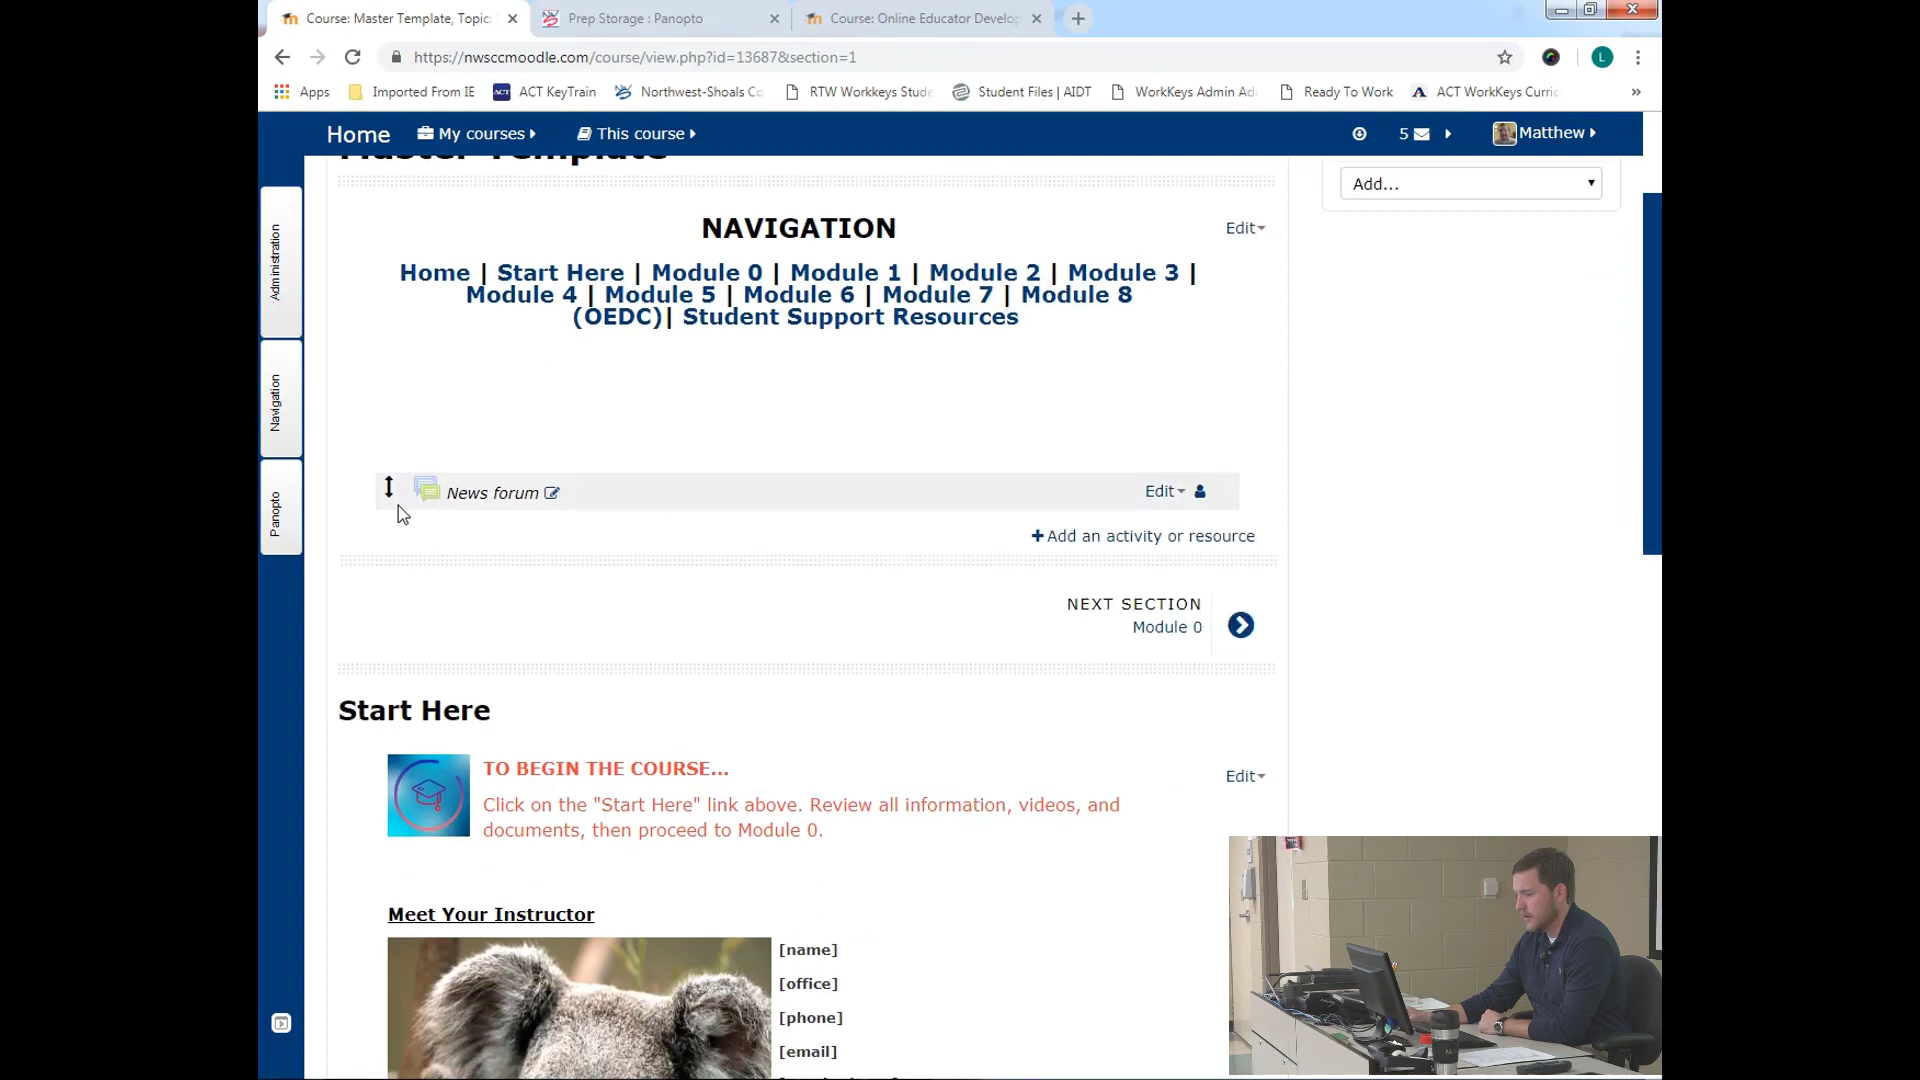 Course: Master Template, Topic:
Prep Storage : Panopto
Course: Online Educator Develop
https://nwsccmoodle.com/course/view.php?id=13687&section=1
L
Apps
Imported From IE
ACT KeyTrain
Northwest-Shoals Co
RTW Workkeys Stude
Student Files | AIDT
WorkKeys Admin Ad
Ready To Work
ACT WorkKeys Curric
»
Home
My courses
This course
5
Matthew
Master Template
Add...
Administration
Navigation
Panopto
NAVIGATION
Edit
Home | Start Here | Module 0 | Module 1 | Module 2 | Module 3 |
Module 4 | Module 5 | Module 6 | Module 7 | Module 8
(OEDC)| Student Support Resources
News forum
Edit
Add an activity or resource
NEXT SECTION
Module 0
Start Here
TO BEGIN THE COURSE...
Edit
Click on the "Start Here" link above. Review all information, videos, and
documents, then proceed to Module 0.
Meet Your Instructor
[name]
[office]
[phone]
[email]